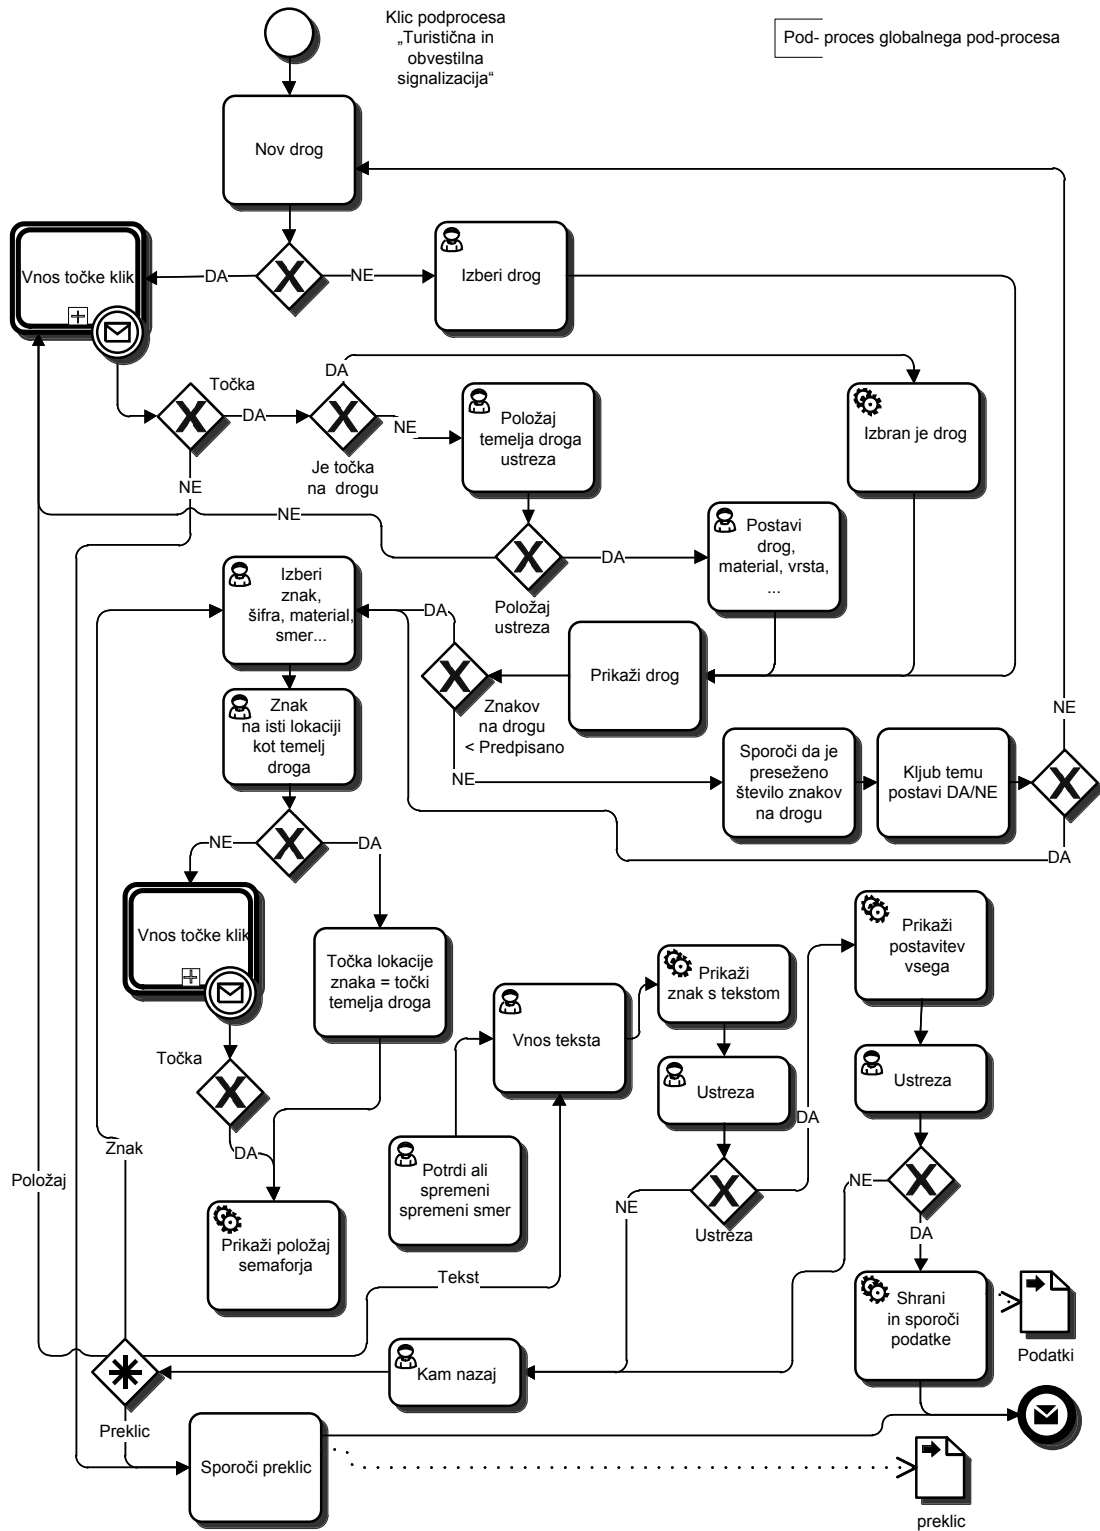 Klic podprocesa
„Turistična in
obvestilna
signalizacija“
Pod- proces globalnega pod-procesa
Nov drog
Vnos točke klik
DA
NE
Izberi drog
Točka
DA
DA
NE
Je točka
na drogu
Položaj
temelja droga
ustreza
Izbran je drog
NE
NE
DA
Položaj
ustreza
Postavi
drog,
material, vrsta,
...
Izberi
znak,
šifra, material,
smer...
DA
Prikaži drog
Znakov
na drogu
< Predpisano
NE
NE
Znak
na isti lokaciji
kot temelj
droga
Sporoči da je
preseženo
število znakov
na drogu
Kljub temu
postavi DA/NE
DA
NE
DA
Vnos točke klik
Točka lokacije
znaka = točki
temelja droga
Prikaži
znak s tekstom
Prikaži
postavitev
vsega
Vnos teksta
Točka
Ustreza
Ustreza
DA
Znak
DA
Položaj
Potrdi ali
spremeni
spremeni smer
NE
Ustreza
NE
DA
Prikaži položaj
semaforja
Tekst
Shrani
in sporoči
podatke
Podatki
Kam nazaj
Preklic
Sporoči preklic
preklic